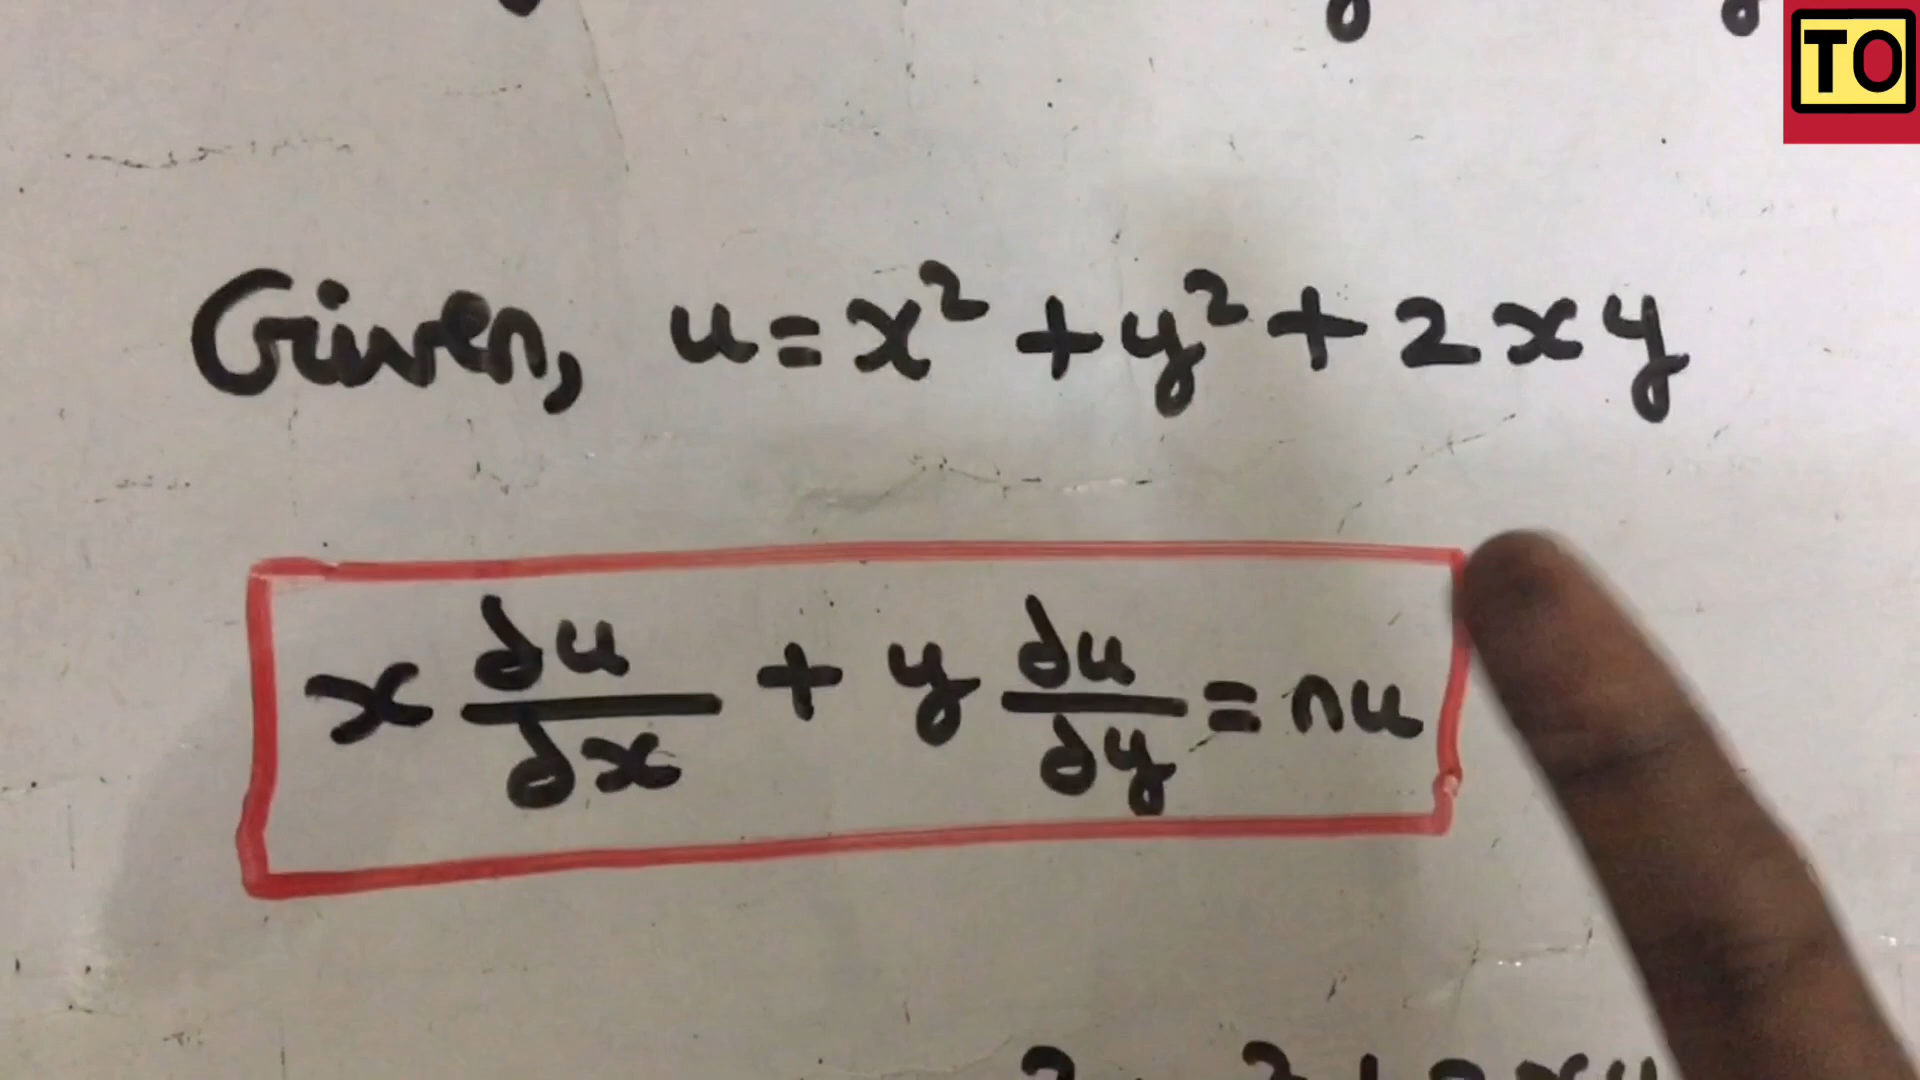 TO
Given, u = x² + y² + 2xy
x ∂u/∂x + y ∂u/∂y = nu